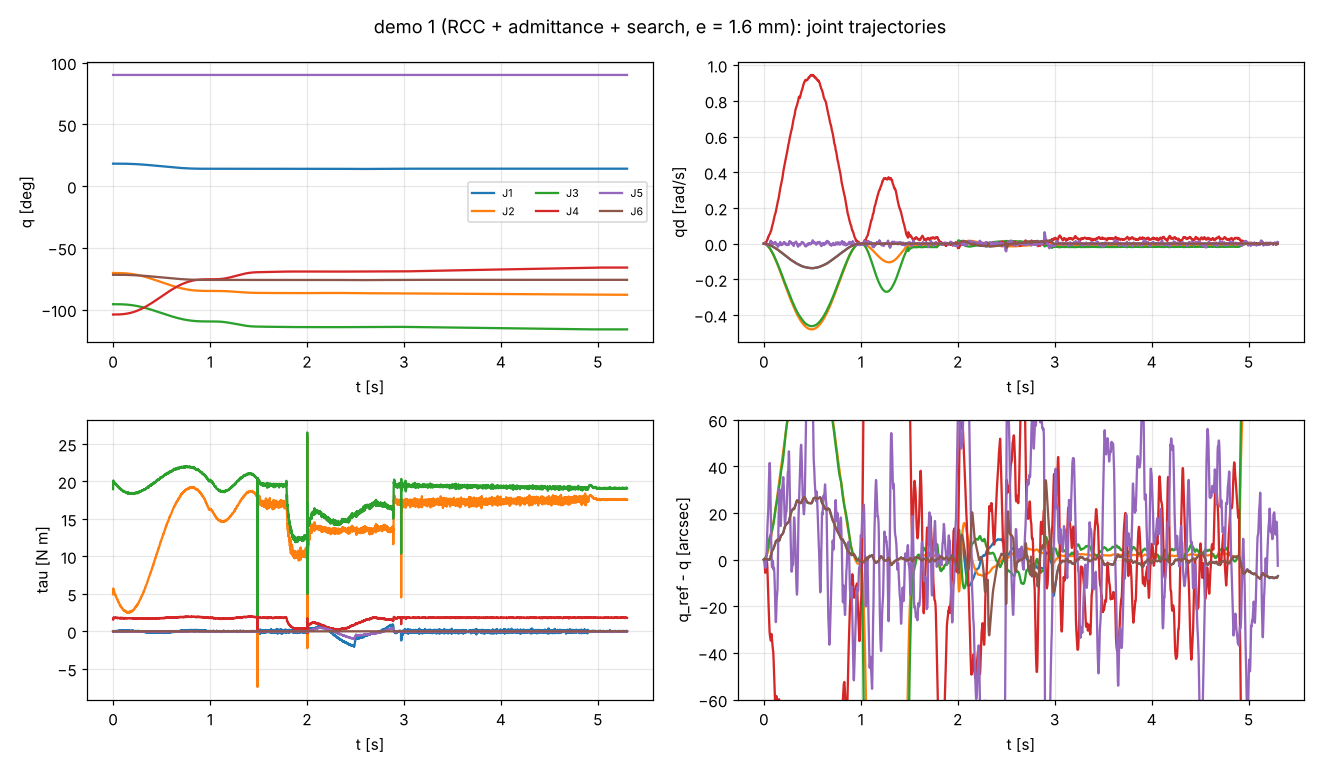 demo 1 (RCC + admittance + search, e = 1.6 mm): joint trajectories
q [deg]
100
50
0
−50
−100
0 1 2 3 4 5
t [s]
J1 J3 J5
J2 J4 J6
qd [rad/s]
1.0
0.8
0.6
0.4
0.2
0.0
−0.2
−0.4
0 1 2 3 4 5
t [s]
tau [N m]
25
20
15
10
5
0
−5
0 1 2 3 4 5
t [s]
q_ref - q [arcsec]
60
40
20
0
−20
−40
−60
0 1 2 3 4 5
t [s]